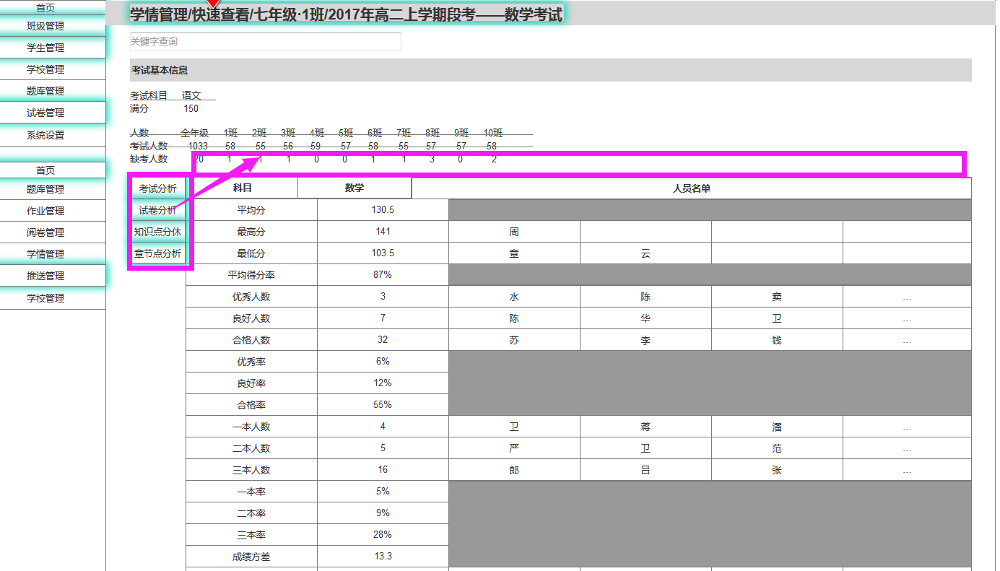 首页
班级管理
学生管理
学校管理
题库管理
试卷管理
系统设置
首页
题库管理
作业管理
阅卷管理
学情管理
推送管理
学校管理
学情管理/快速查看/七年级·1班/2017年高二上学期段考——数学考试
关键字查询
考试基本信息
考试科目 语文
满分 150
人数 全年级 1班 2班 3班 4班 5班 6班 7班 8班 9班 10班
考试人数 1033 58 55 56 59 57 58 55 57 57 58
缺考人数 20 1 1 1 0 0 1 1 3 0 2
考试分析
试卷分析
知识点分休
章节点分析
科目 数学 人员名单
平均分 130.5
最高分 141 周
最低分 103.5 章 云
平均得分率 87%
优秀人数 3 水 陈 窦 ...
良好人数 7 陈 华 卫 ...
合格人数 32 苏 李 钱 ...
优秀率 6%
良好率 12%
合格率 55%
一本人数 4 卫 蒋 潘 ...
二本人数 5 严 卫 范 ...
三本人数 16 郎 吕 张 ...
一本率 5%
二本率 9%
三本率 28%
成绩方差 13.3